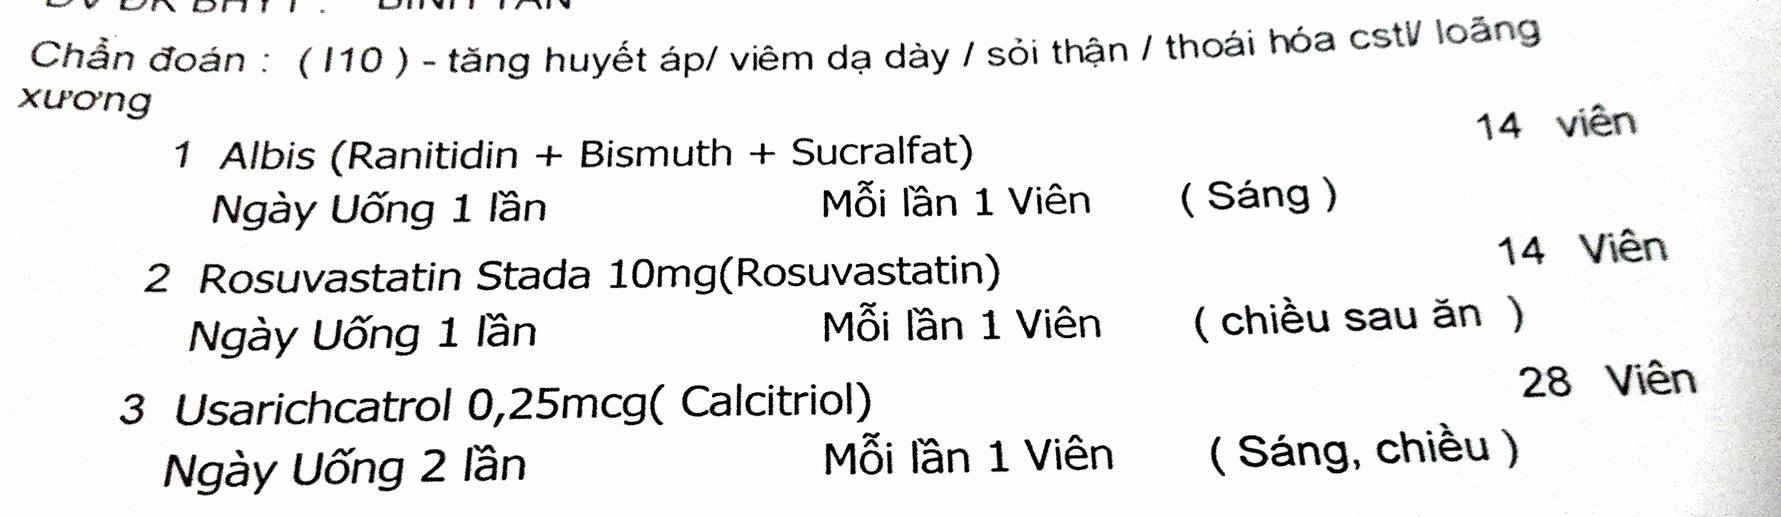 Chẩn đoán : ( I10 ) - tăng huyết áp/ viêm dạ dày / sỏi thận / thoái hóa cstl/ loãng
xương
1 Albis (Ranitidin + Bismuth + Sucralfat) 14 viên
Ngày Uống 1 lần Mỗi lần 1 Viên ( Sáng )
2 Rosuvastatin Stada 10mg(Rosuvastatin) 14 Viên
Ngày Uống 1 lần Mỗi lần 1 Viên ( chiều sau ăn )
3 Usarichcatrol 0,25mcg( Calcitriol) 28 Viên
Ngày Uống 2 lần Mỗi lần 1 Viên ( Sáng, chiều )